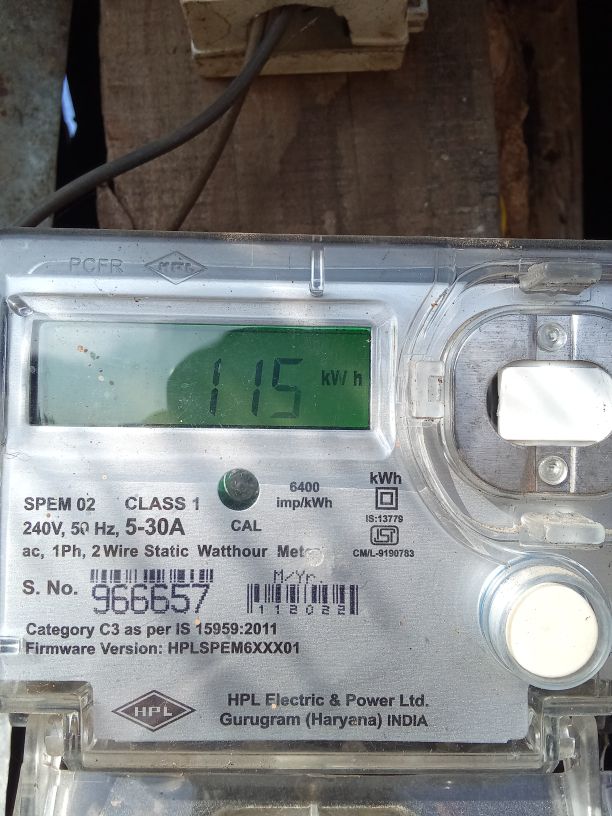 PCFR HPL
115 kWh
SPEM 02 CLASS 1
6400
imp/kWh
kWh
240V, 50 Hz, 5-30A
CAL
IS:13779
ac, 1Ph, 2 Wire Static Watthour Meter
CM/L-9190783
S. No. 966657
M/Yr.
112022
Category C3 as per IS 15959:2011
Firmware Version: HPLSPEM6XXX01
HPL
HPL Electric & Power Ltd.
Gurugram (Haryana) INDIA